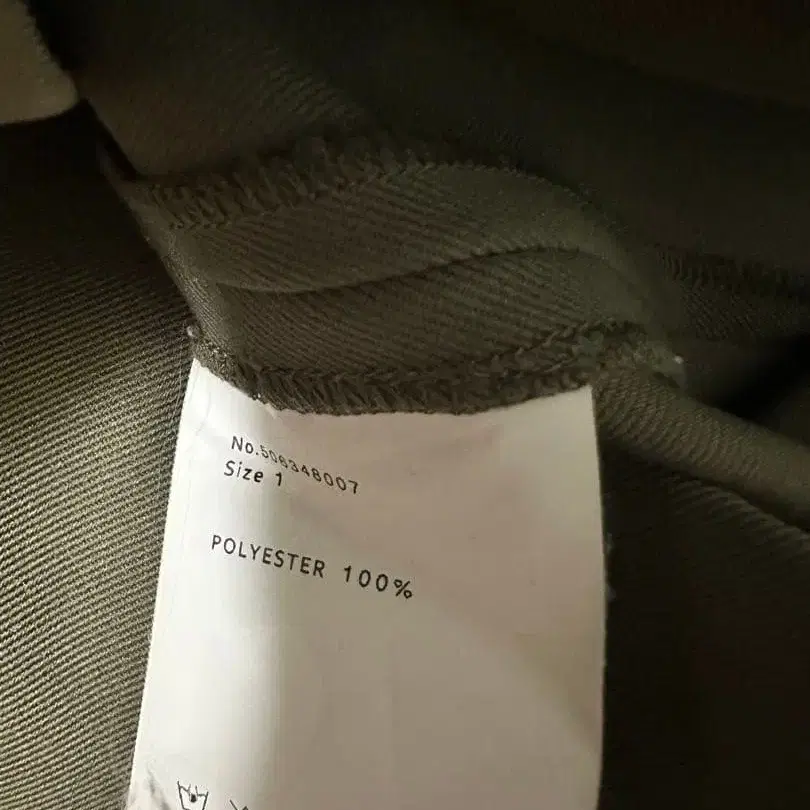 No.506348007
Size 1
POLYESTER 100%